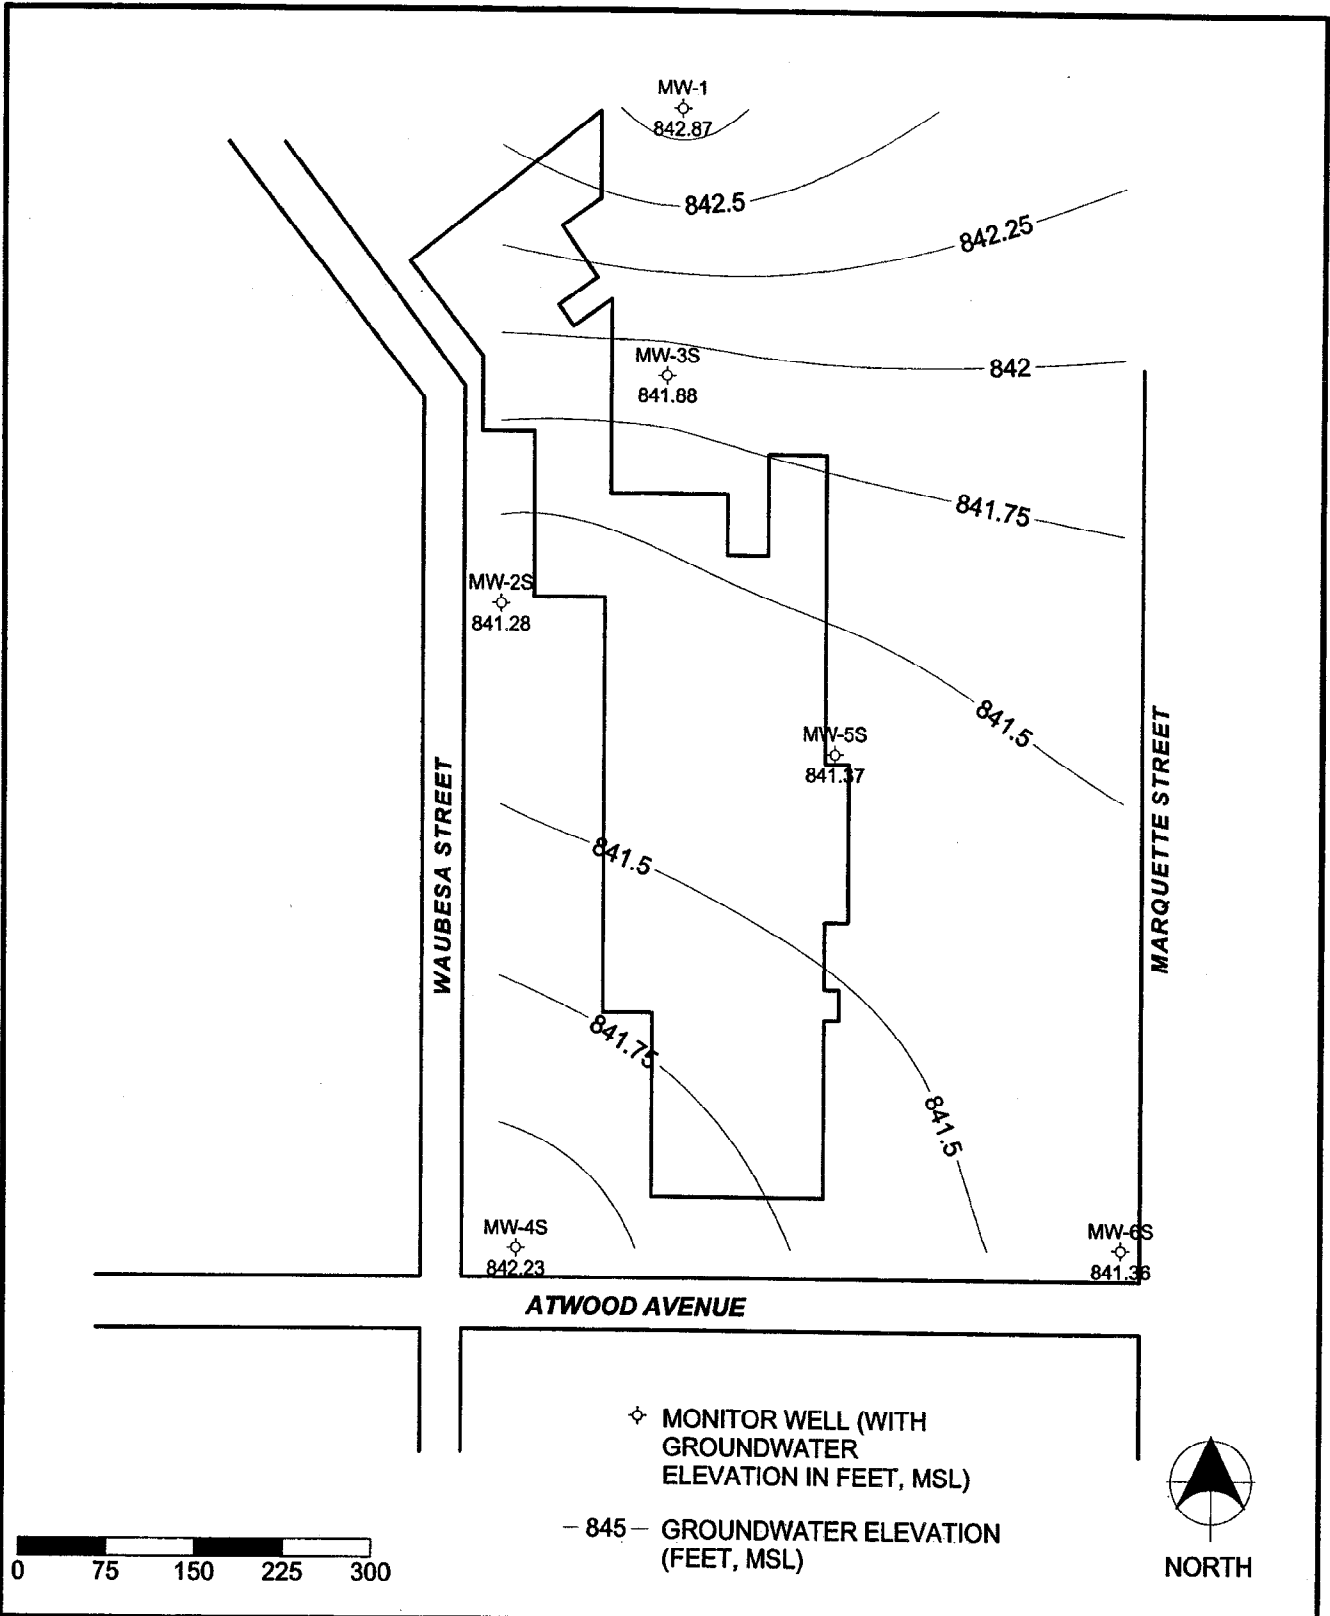 MW-1
842.87
842.5
842.25
MW-3S
841.88
842
841.75
MW-2S
841.28
841.5
MW-5S
841.37
WAUBESA STREET
MARQUETTE STREET
841.5
841.75
841.5
MW-4S
842.23
MW-6S
841.36
ATWOOD AVENUE
MONITOR WELL (WITH
GROUNDWATER
ELEVATION IN FEET, MSL)
– 845 – GROUNDWATER ELEVATION
(FEET, MSL)
0 75 150 225 300
NORTH